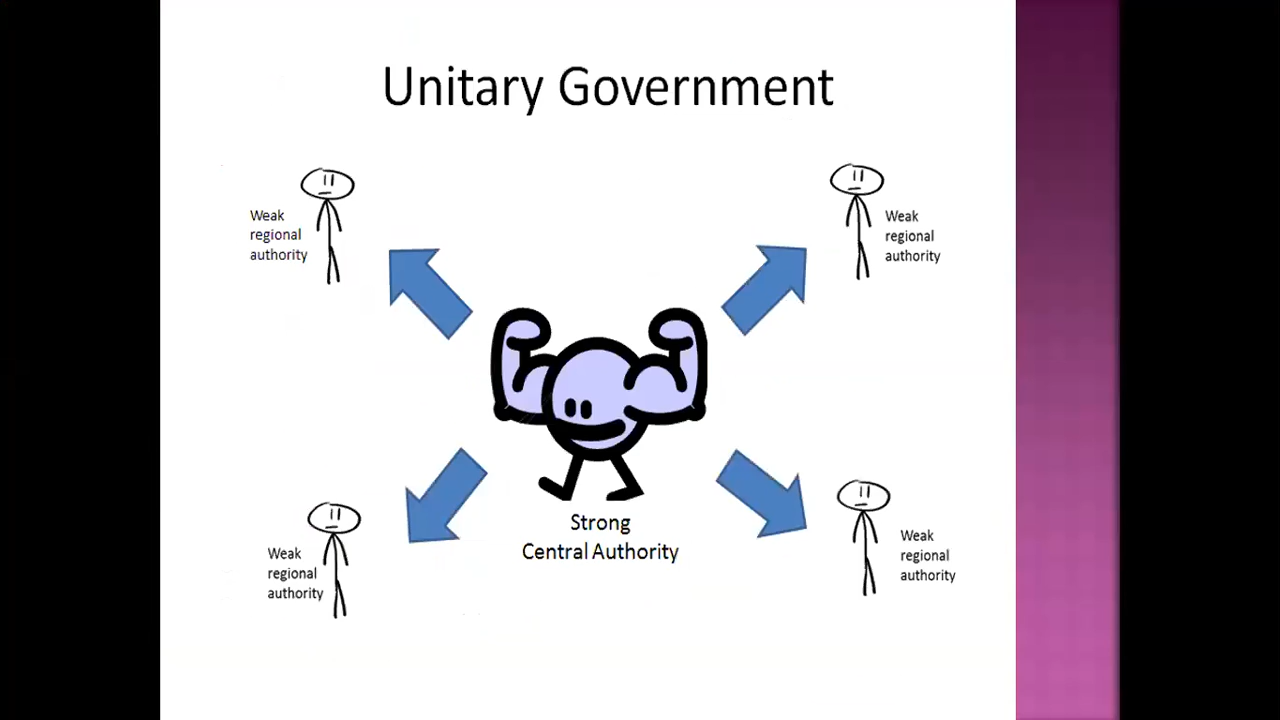 Unitary Government
Weak
regional
authority
Weak
regional
authority
Strong
Central Authority
Weak
regional
authority
Weak
regional
authority